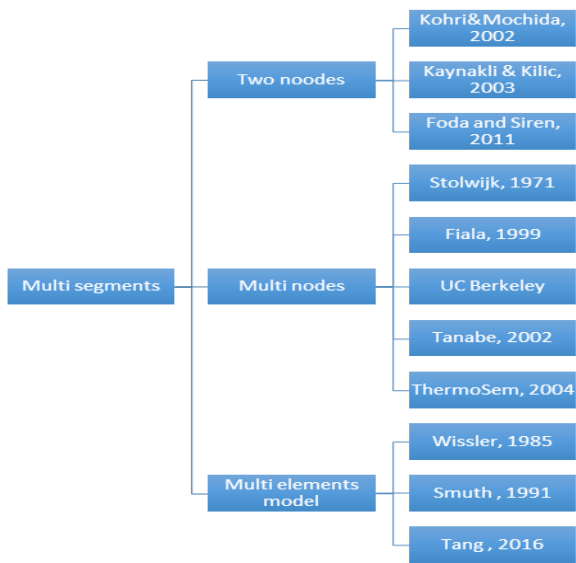 Kohri&Mochida,
2002
Two noodes
Kaynakli & Kilic,
2003
Foda and Siren,
2011
Stolwijk, 1971
Fiala, 1999
Multi segments
Multi nodes
UC Berkeley
Tanabe, 2002
ThermoSem, 2004
Wissler, 1985
Multi elements
model
Smuth , 1991
Tang , 2016